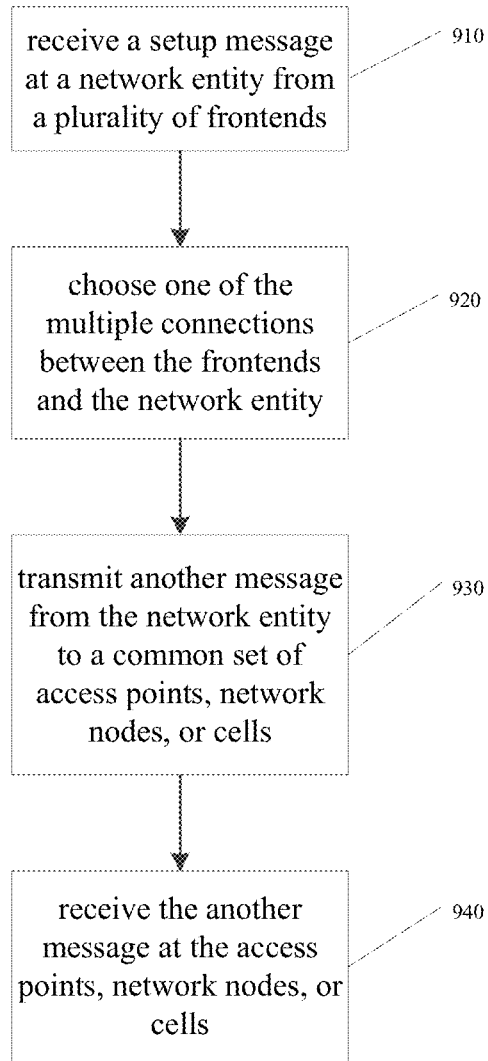 receive a setup message
at a network entity from
a plurality of frontends
910
choose one of the
multiple connections
between the frontends
and the network entity
920
transmit another message
from the network entity
to a common set of
access points, network
nodes, or cells
930
receive the another
message at the access
points, network nodes, or
cells
940